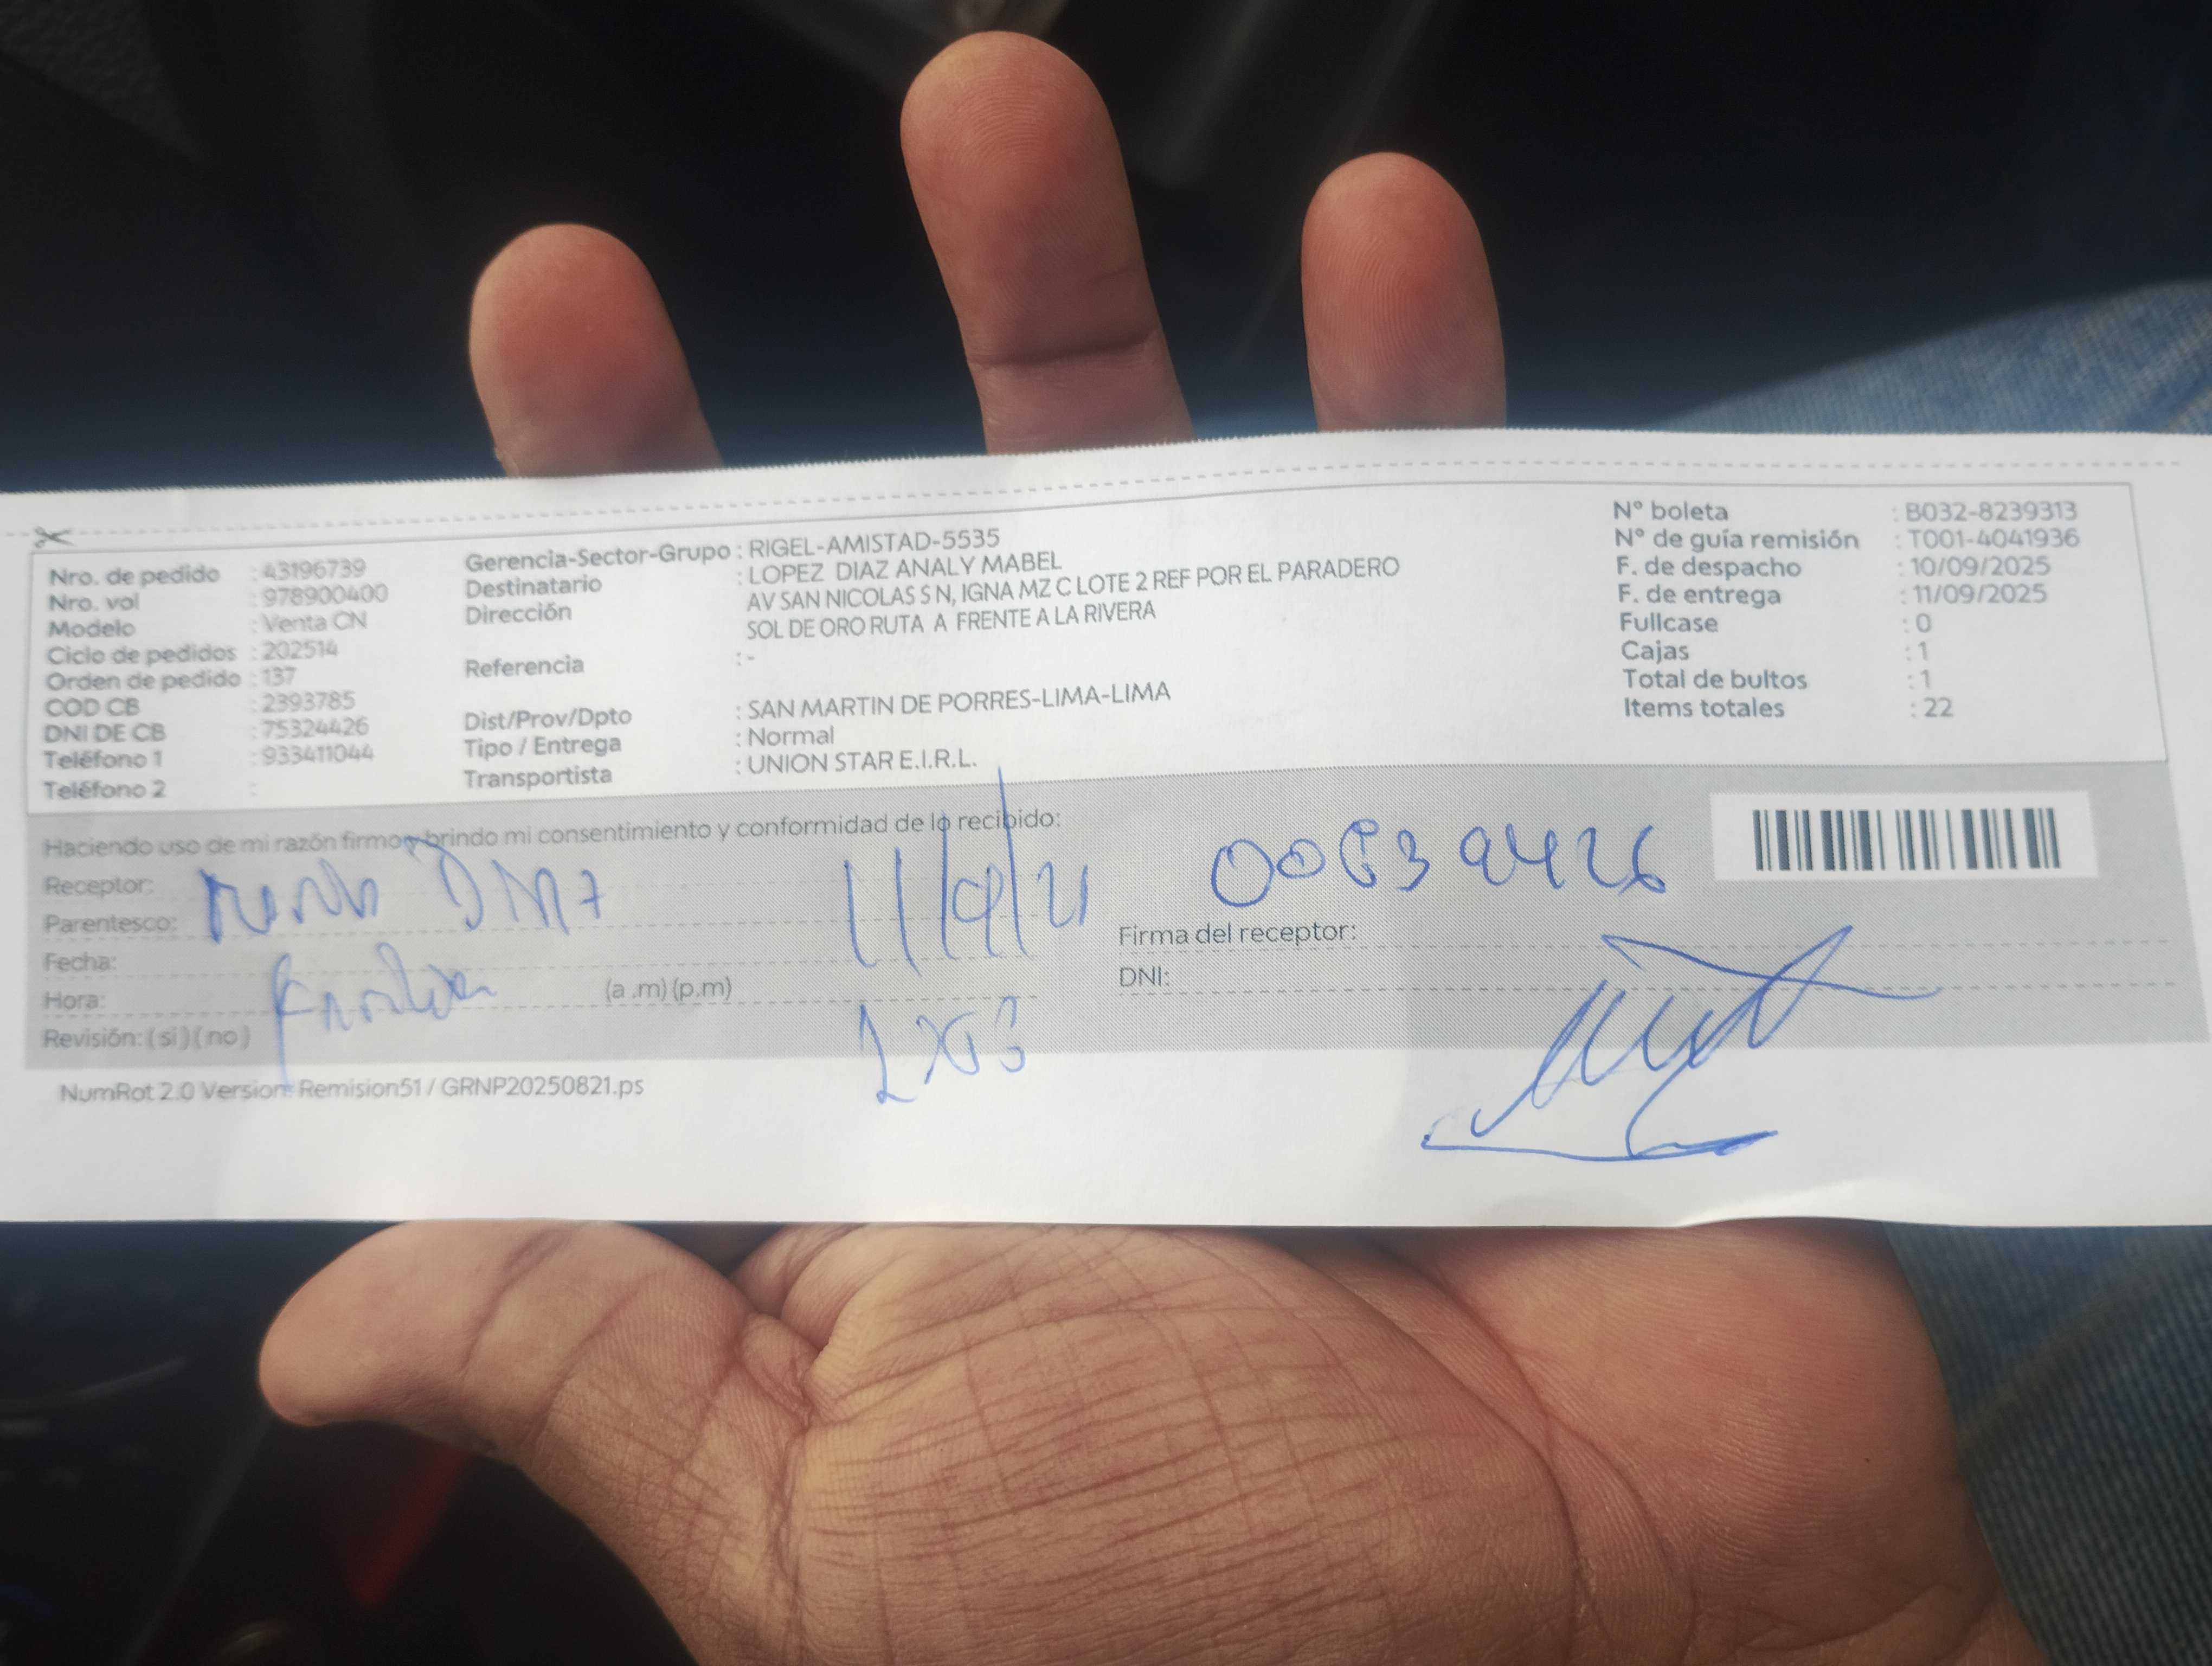 Nro. de pedido : 43196739
Nro. vol : 978900400
Modelo : Venta CN
Ciclo de pedidos : 202514
Orden de pedido : 137
COD CB : 2393785
DNI DE CB : 75324426
Teléfono 1 : 933411044
Teléfono 2 :
Gerencia-Sector-Grupo : RIGEL-AMISTAD-5535
Destinatario : LOPEZ DIAZ ANALY MABEL
Dirección AV SAN NICOLAS S N, IGNA MZ C LOTE 2 REF POR EL PARADERO
SOL DE ORO RUTA A FRENTE A LA RIVERA
Referencia : -
Dist/Prov/Dpto : SAN MARTIN DE PORRES-LIMA-LIMA
Tipo / Entrega : Normal
Transportista : UNION STAR E.I.R.L.
N° boleta : B032-8239313
N° de guía remisión : T001-4041936
F. de despacho : 10/09/2025
F. de entrega : 11/09/2025
Fullcase : 0
Cajas : 1
Total de bultos : 1
Items totales : 22
Haciendo uso de mi razón firmo y brindo mi consentimiento y conformidad de lo recibido:
Receptor:
Parentesco:
Fecha:
Hora: (a .m) (p.m)
Revisión: ( si ) ( no )
Firma del receptor:
DNI:
NumRot 2.0 Version: Remision51 / GRNP20250821.ps